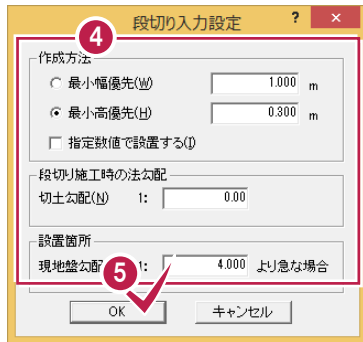 段切り入力設定 ? ×
4
作成方法
最小幅優先(W) 1.000 m
最小高優先(H) 0.300 m
指定数値で設置する(I)
段切り施工時の法勾配
切土勾配(N) 1: 0.00
設置箇所
現地盤勾配 1: 4.000 より急な場合
5
OK キャンセル